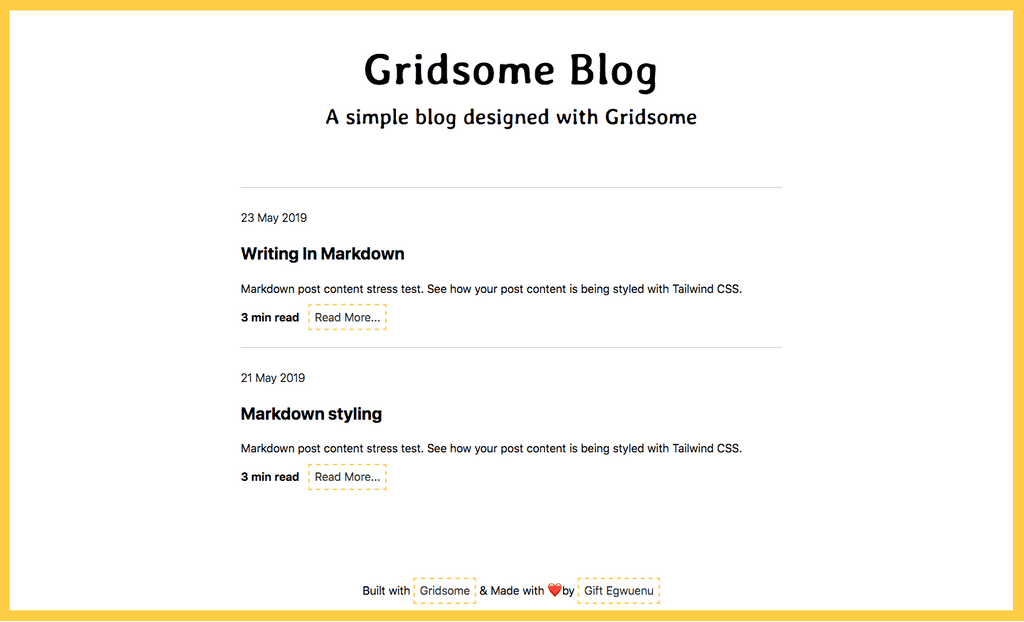 Gridsome Blog
A simple blog designed with Gridsome
23 May 2019
Writing In Markdown
Markdown post content stress test. See how your post content is being styled with Tailwind CSS.
3 min read Read More...
21 May 2019
Markdown styling
Markdown post content stress test. See how your post content is being styled with Tailwind CSS.
3 min read Read More...
Built with Gridsome & Made with ❤️by Gift Egwuenu